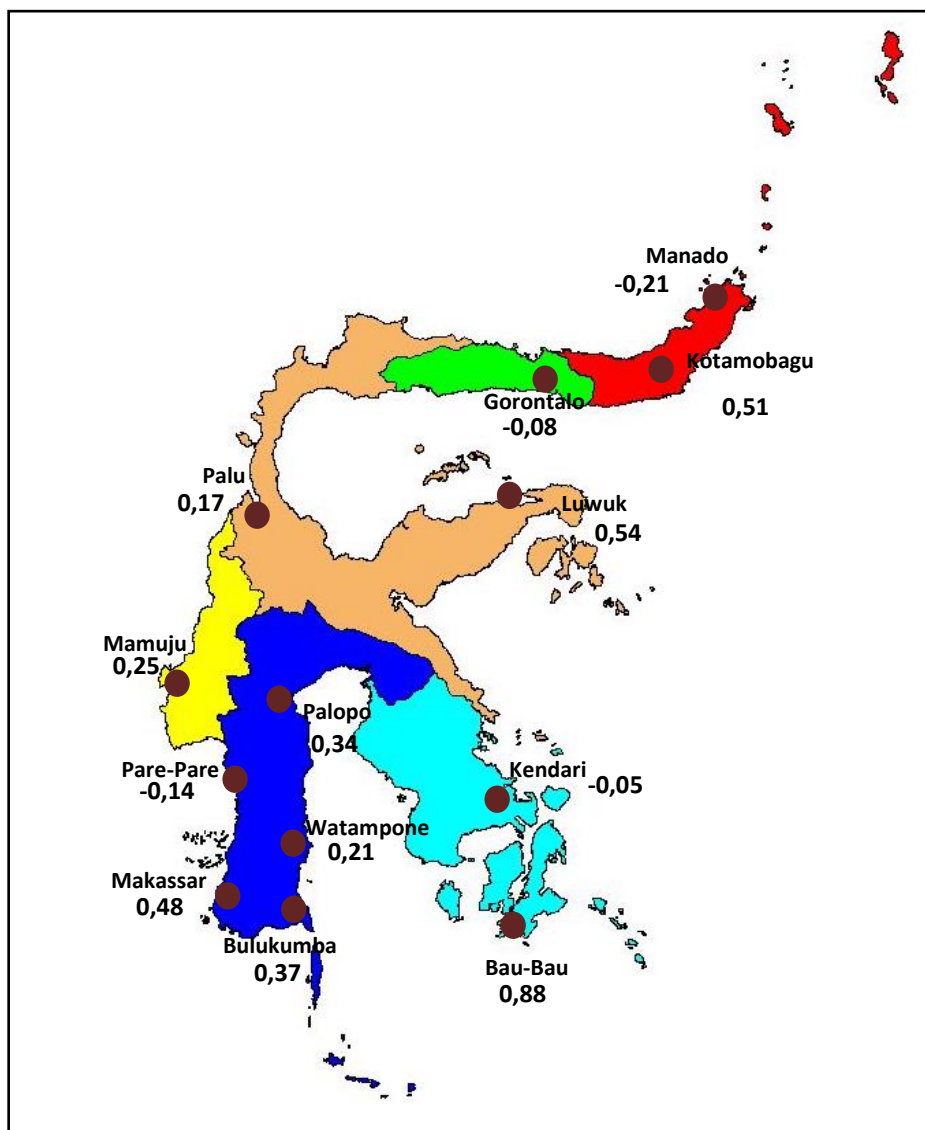 Manado
-0,21
Kotamobagu
0,51
Gorontalo
-0,08
Palu
0,17
Luwuk
0,54
Mamuju
0,25
Palopo
0,34
Pare-Pare
-0,14
Kendari
-0,05
Watampone
0,21
Makassar
0,48
Bulukumba
0,37
Bau-Bau
0,88